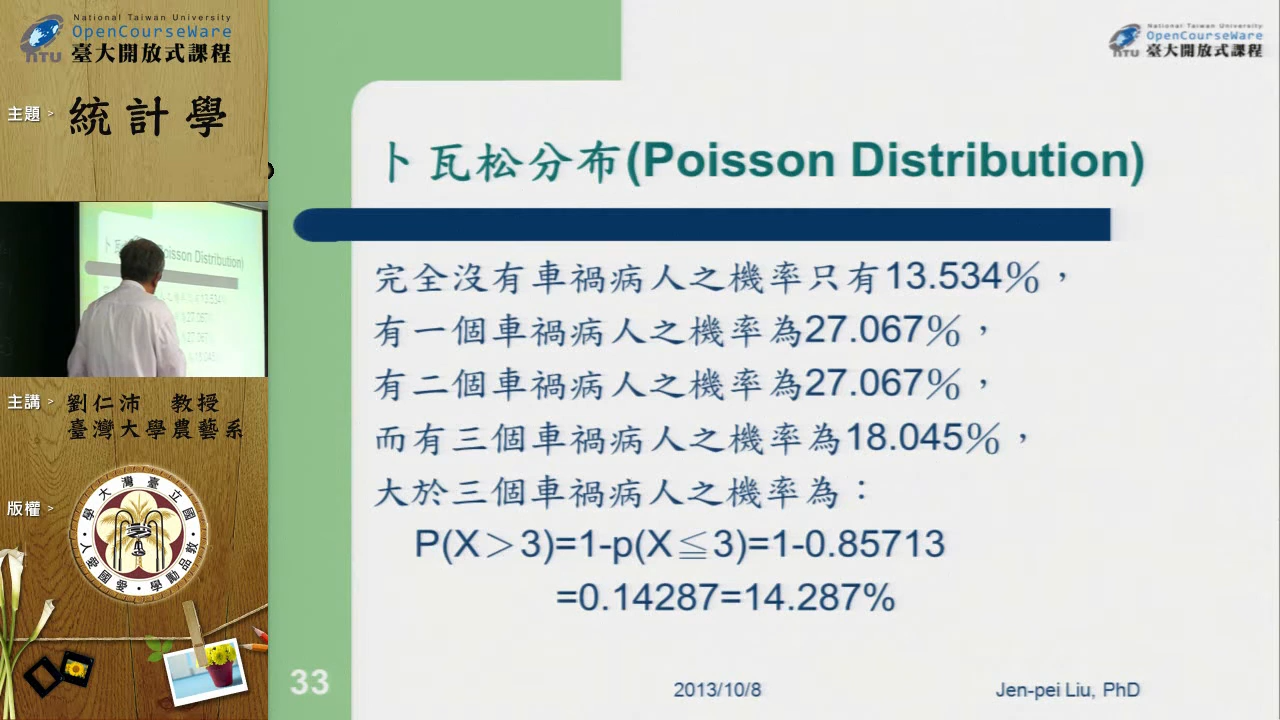 National Taiwan University
OpenCourseWare
NTU 臺大開放式課程
主題 > 統計學
主講 > 劉仁沛 教授
臺灣大學農藝系
版權 >
National Taiwan University
OpenCourseWare
NTU 臺大開放式課程
卜瓦松分布(Poisson Distribution)
完全沒有車禍病人之機率只有13.534%，
有一個車禍病人之機率為27.067%，
有二個車禍病人之機率為27.067%，
而有三個車禍病人之機率為18.045%，
大於三個車禍病人之機率為：
P(X＞3)=1-p(X≦3)=1-0.85713
=0.14287=14.287%
33
2013/10/8
Jen-pei Liu, PhD